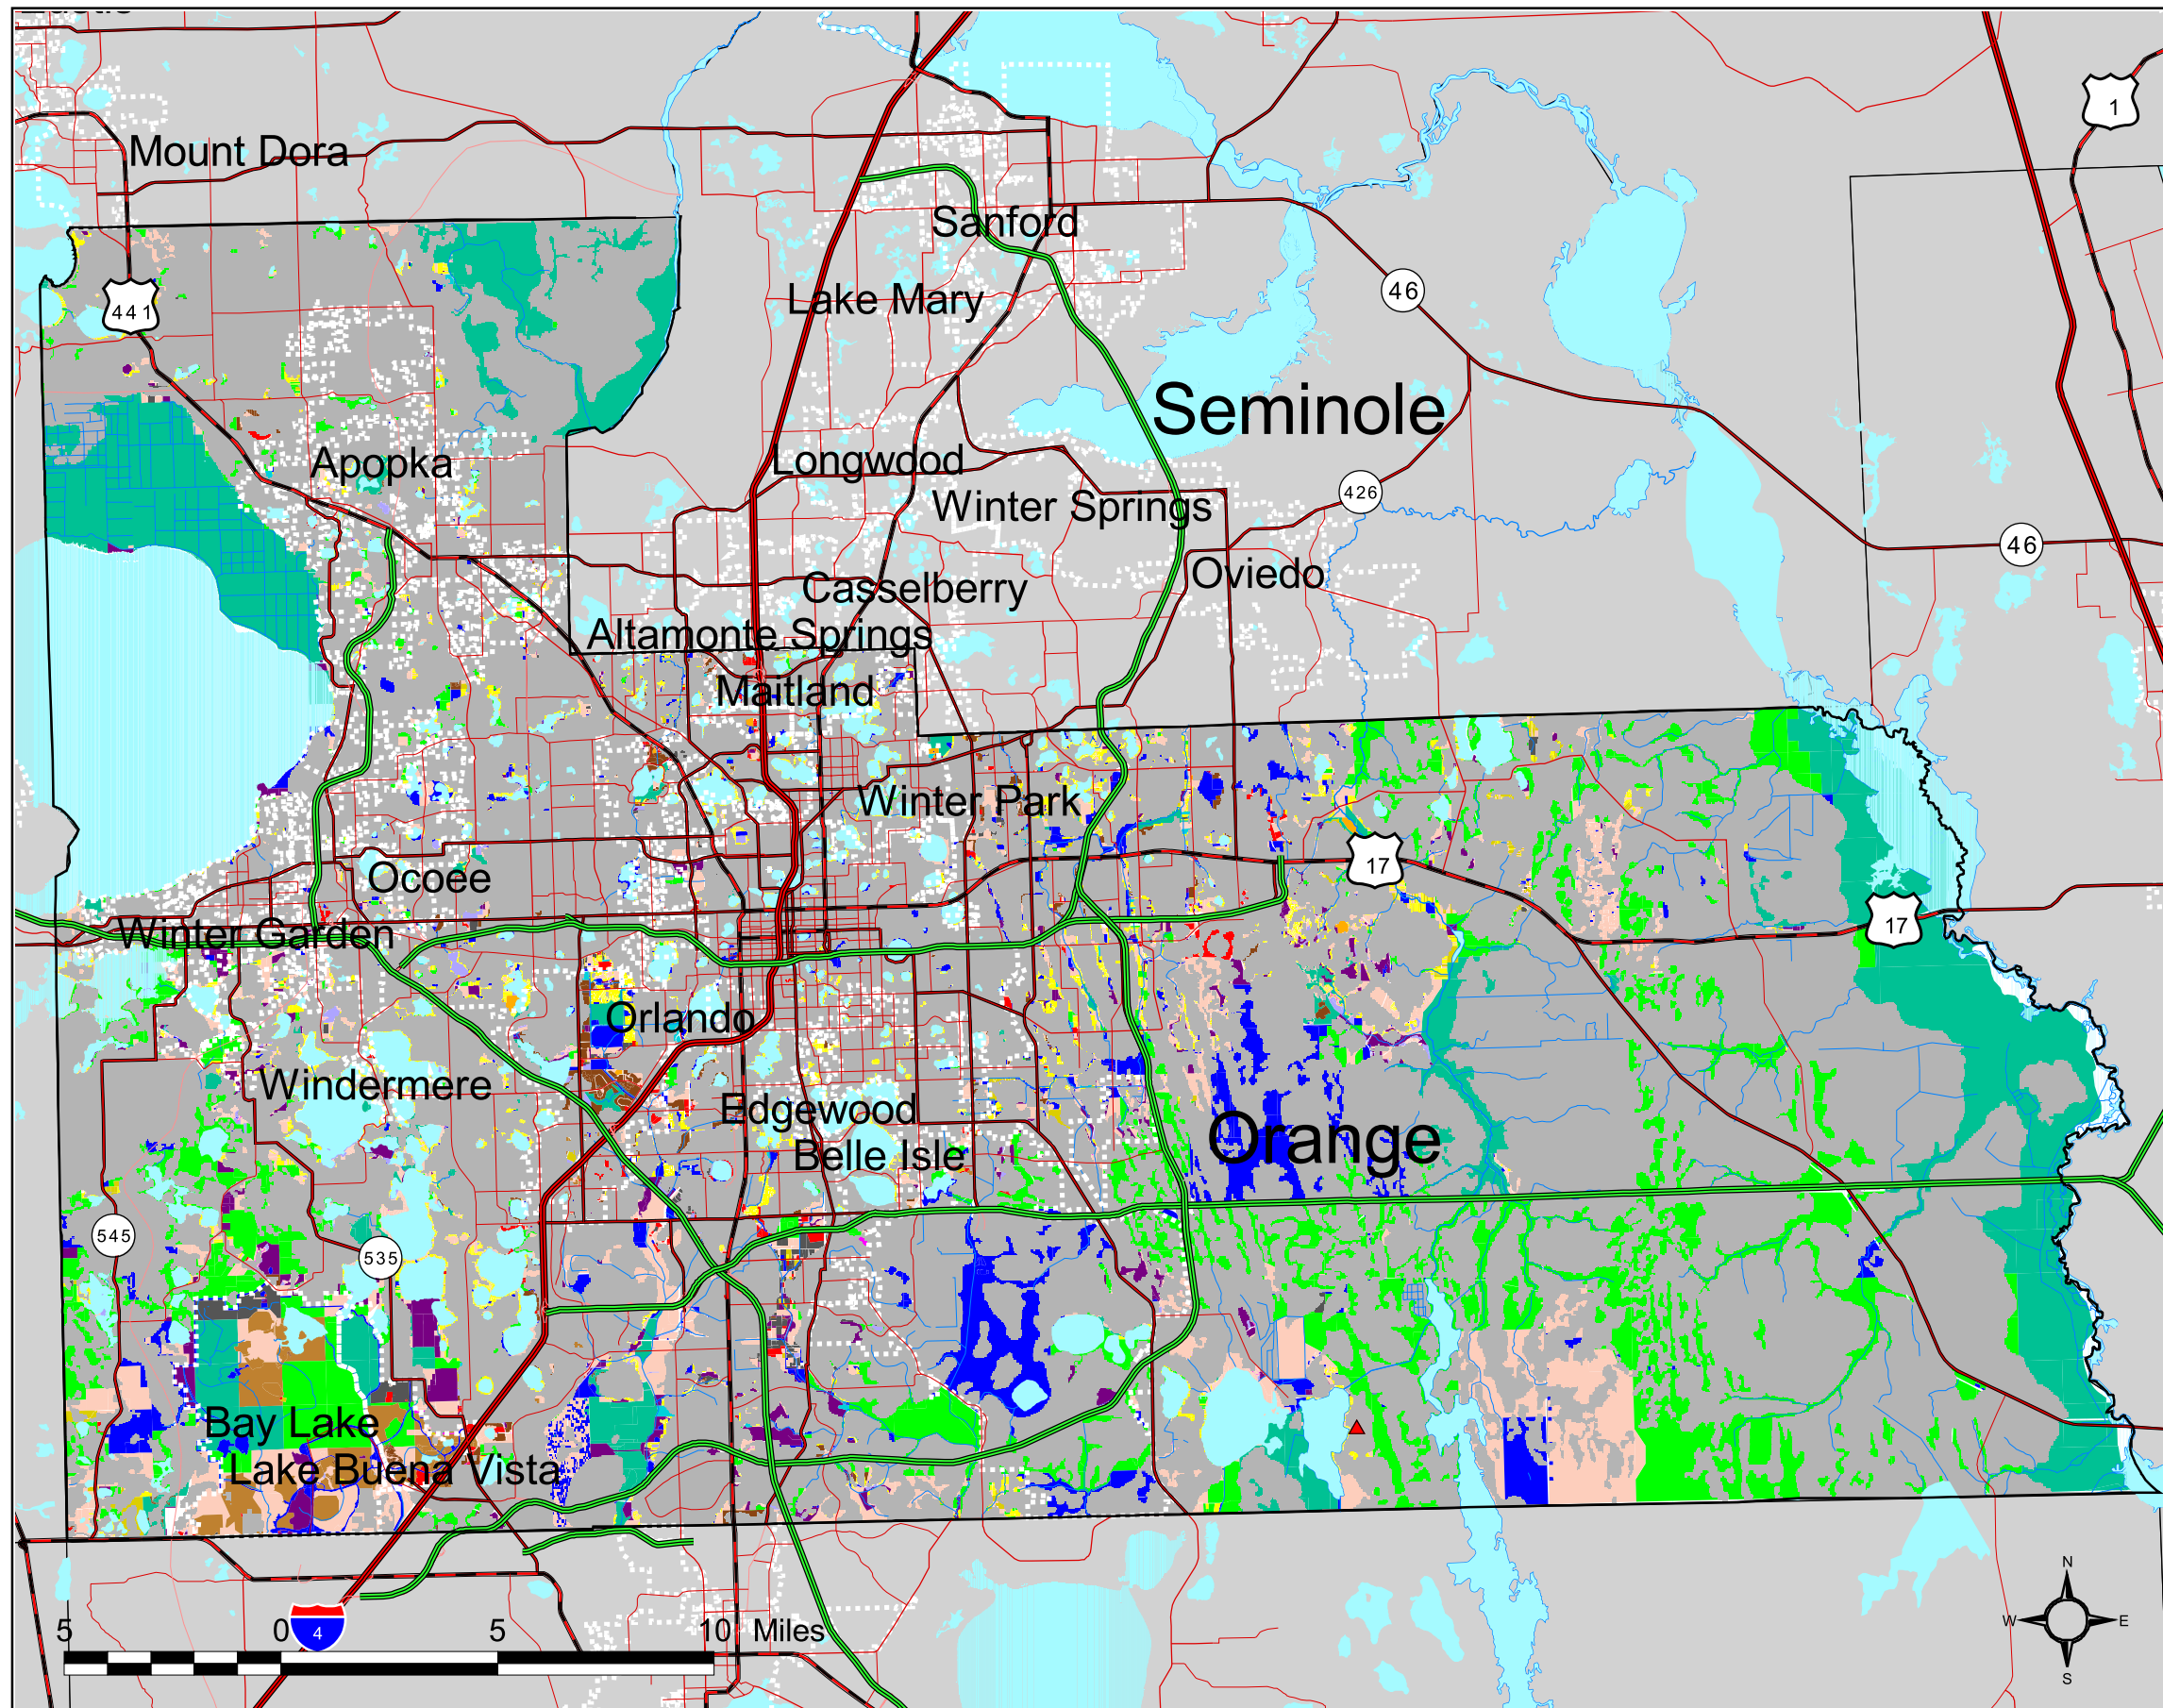 1
Mount Dora
Sanford
46
Lake Mary
441
Seminole
Longwood
Apopka
426
Winter Springs
46
Oviedo
Casselberry
Altamonte Springs
Maitland
Winter Park
17
Ocoee
17
Winter Garden
Orlando
Windermere
Edgewood
Orange
Belle Isle
545
535
Bay Lake
Lake Buena Vista
N
W E
S
5 0 5 10 Miles
4